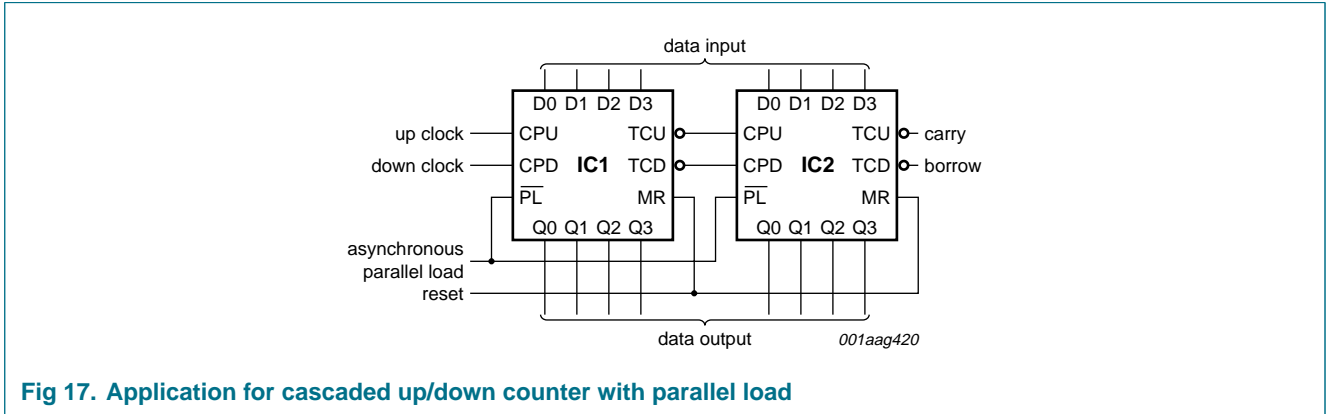 data input
D0 D1 D2 D3 D0 D1 D2 D3
up clock CPU TCU CPU TCU carry
down clock CPD IC1 TCD CPD IC2 TCD borrow
PL MR PL MR
Q0 Q1 Q2 Q3 Q0 Q1 Q2 Q3
asynchronous
parallel load
reset
data output 001aag420
Fig 17. Application for cascaded up/down counter with parallel load